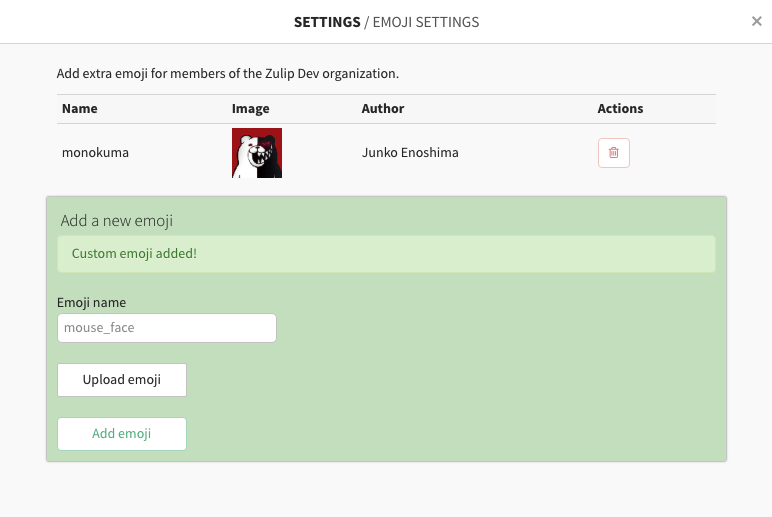 SETTINGS / EMOJI SETTINGS
×
Add extra emoji for members of the Zulip Dev organization.
Name Image Author Actions
monokuma Junko Enoshima
Add a new emoji
Custom emoji added!
Emoji name
mouse_face
Upload emoji
Add emoji